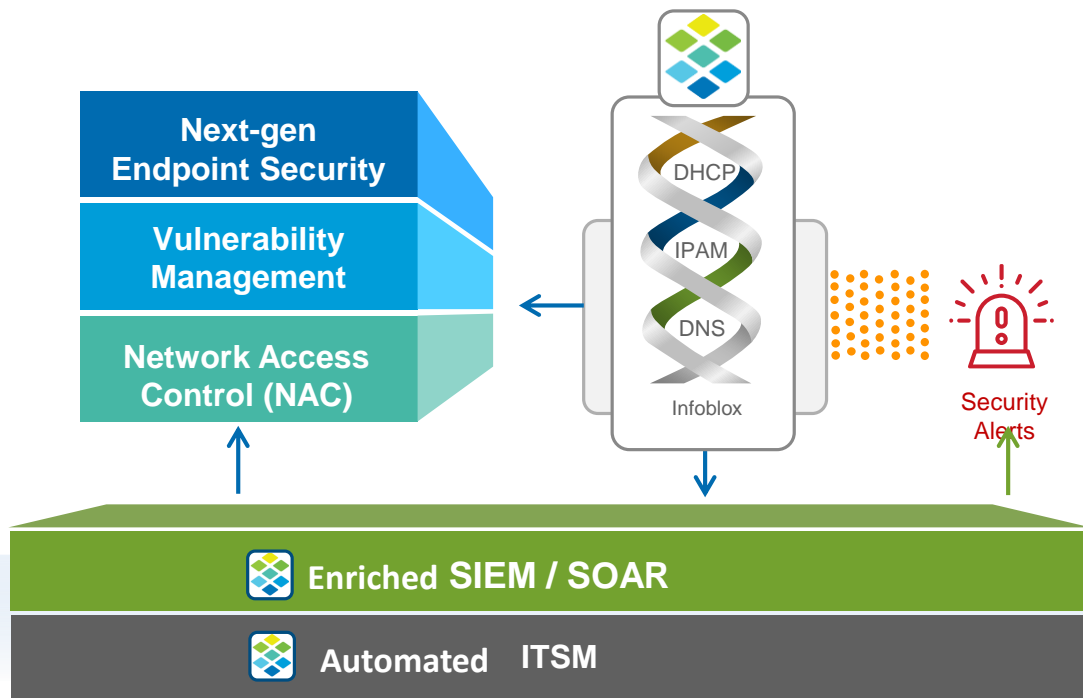 Next-gen
Endpoint Security
Vulnerability
Management
Network Access
Control (NAC)
DHCP
IPAM
DNS
Infoblox
Security
Alerts
Enriched SIEM / SOAR
Automated ITSM